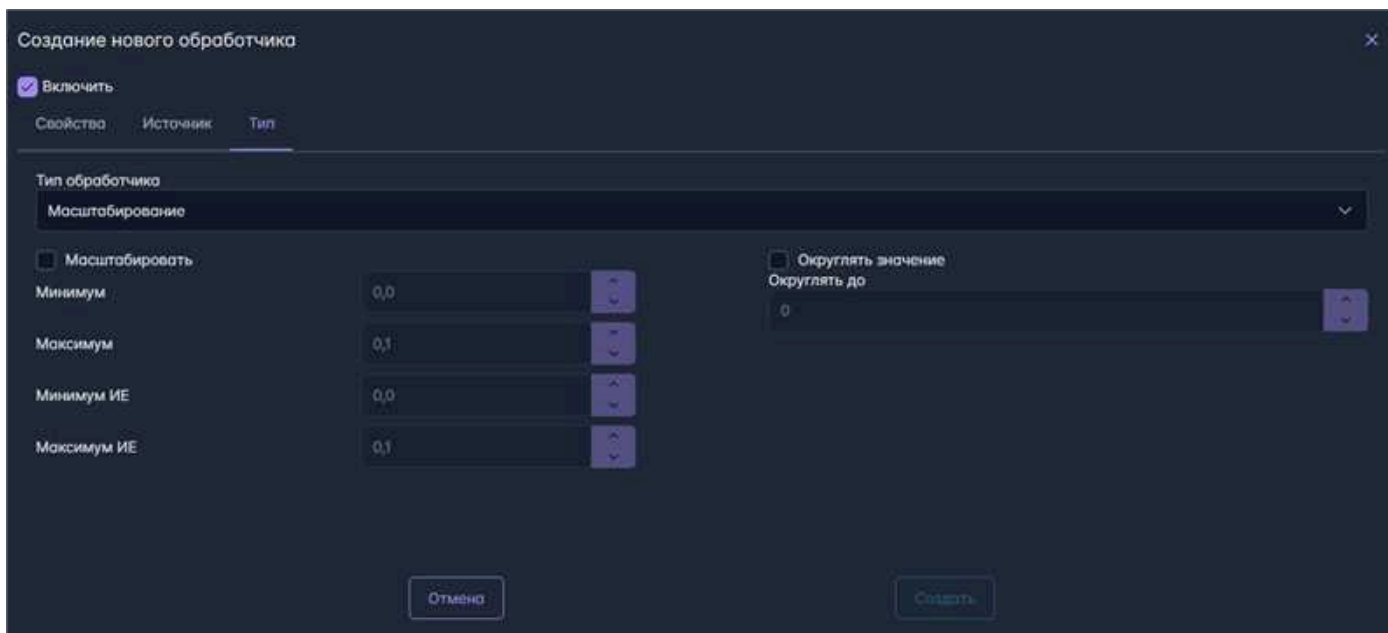 Создание нового обработчика
Включить
Свойства Источник Тип
Тип обработчика
Масштабирование
Масштабировать
Минимум 0,0
Максимум 0,1
Минимум ИЕ 0,0
Максимум ИЕ 0,1
Округлять значение
Округлять до
0
Отмена Создать